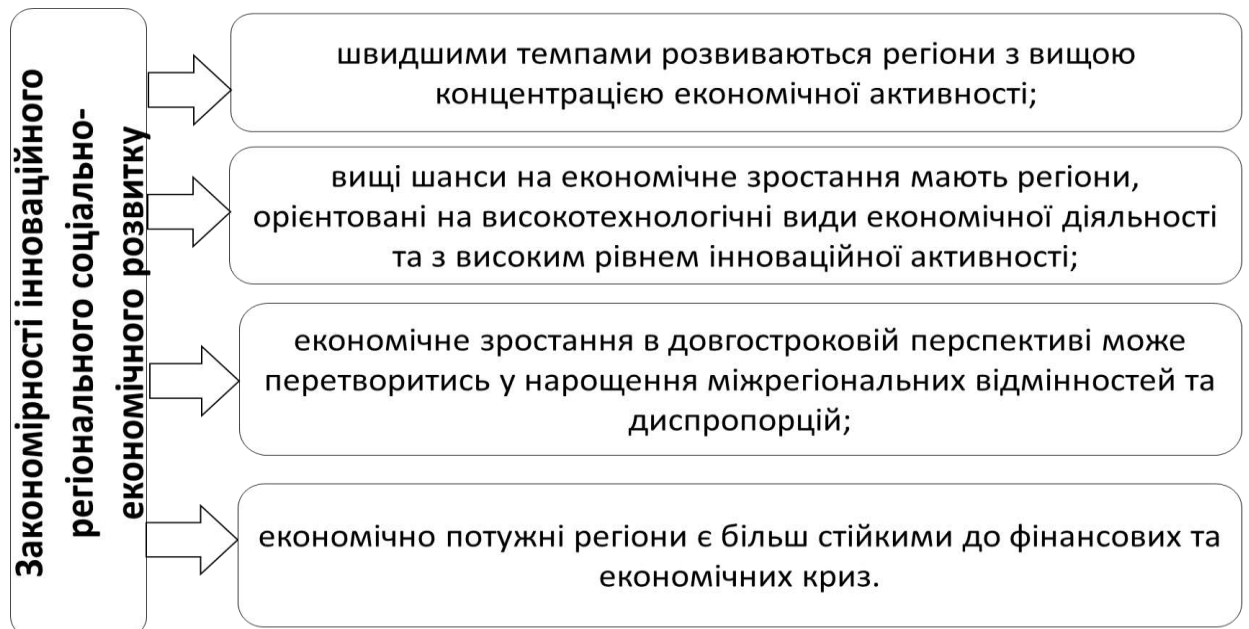 Закономірності інноваційного
регіонального соціально-
економічного розвитку
швидшими темпами розвиваються регіони з вищою
концентрацією економічної активності;
вищі шанси на економічне зростання мають регіони,
орієнтовані на високотехнологічні види економічної діяльності
та з високим рівнем інноваційної активності;
економічне зростання в довгостроковій перспективі може
перетворитись у нарощення міжрегіональних відмінностей та
диспропорцій;
економічно потужні регіони є більш стійкими до фінансових та
економічних криз.